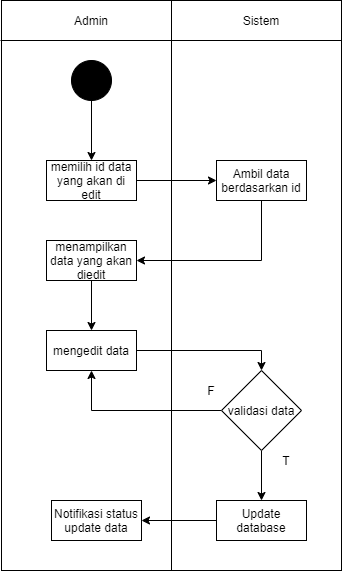 Admin
Sistem
memilih id data
yang akan di
edit
Ambil data
berdasarkan id
menampilkan
data yang akan
diedit
mengedit data
F
validasi data
T
Notifikasi status
update data
Update
database